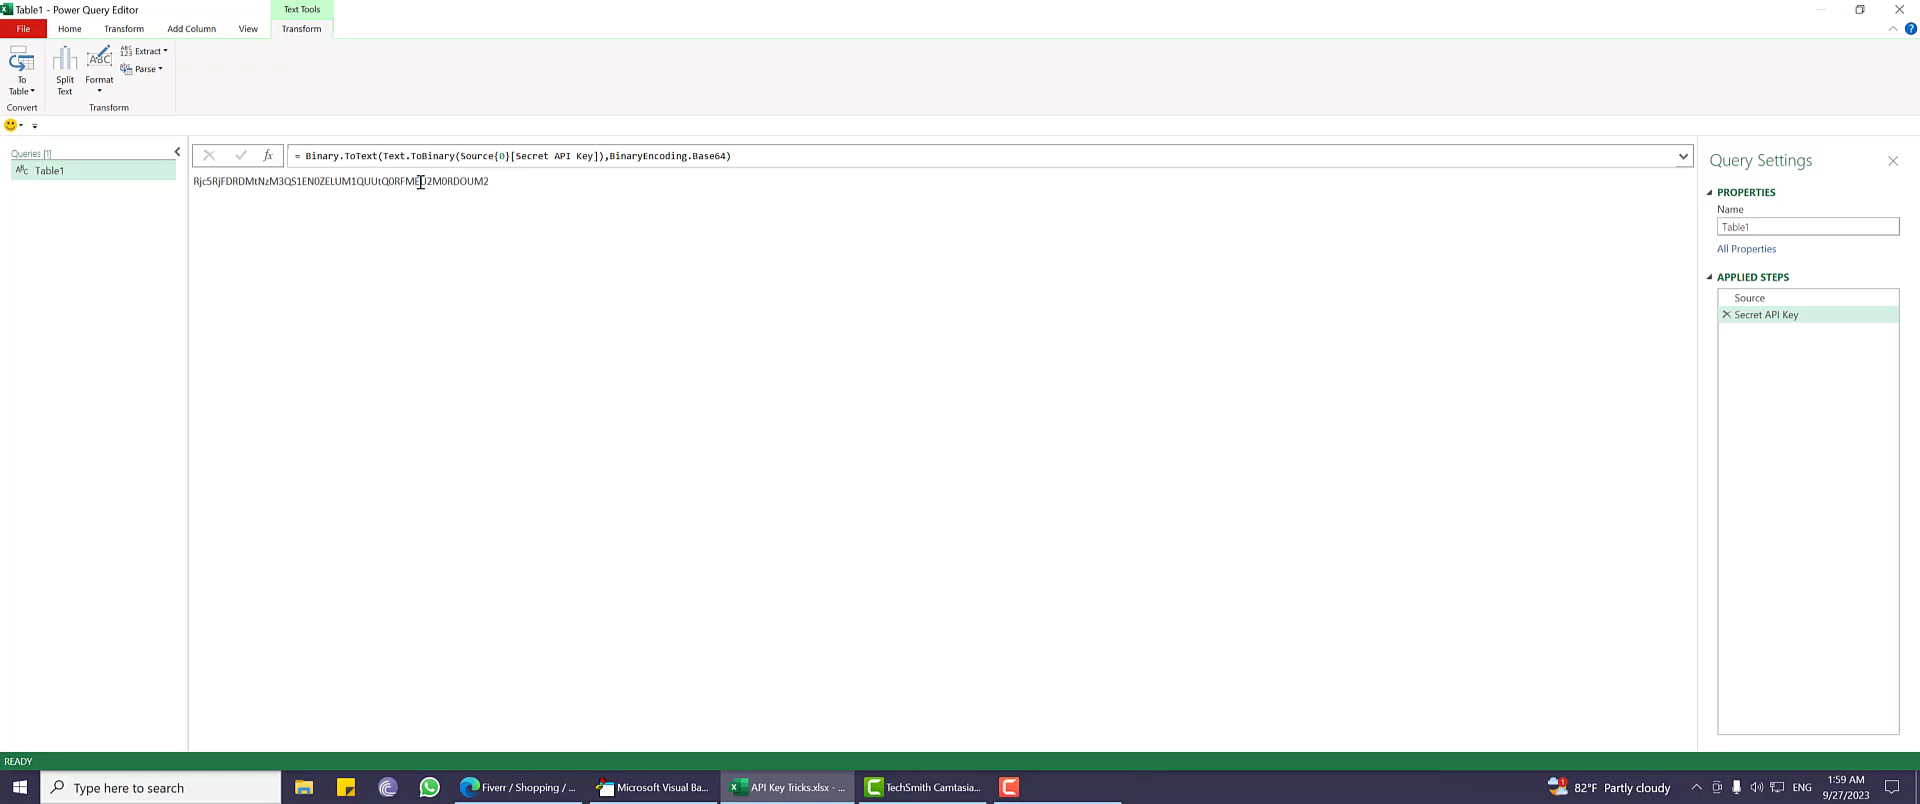 Table1 - Power Query Editor
Text Tools
File
Home
Transform
Add Column
View
Transform
To Table
Split Text
Format
Extract
Parse
Convert
Transform
Queries [1]
Table1
= Binary.ToText(Text.ToBinary(Source{0}[Secret API Key]),BinaryEncoding.Base64)
Query Settings
PROPERTIES
Name
Table1
All Properties
APPLIED STEPS
Source
Secret API Key
READY
Type here to search
Fiverr / Shopping / ...
Microsoft Visual Ba...
API Key Tricks.xlsx - ...
TechSmith Camtasia...
82°F Partly cloudy
ENG
1:59 AM
9/27/2023